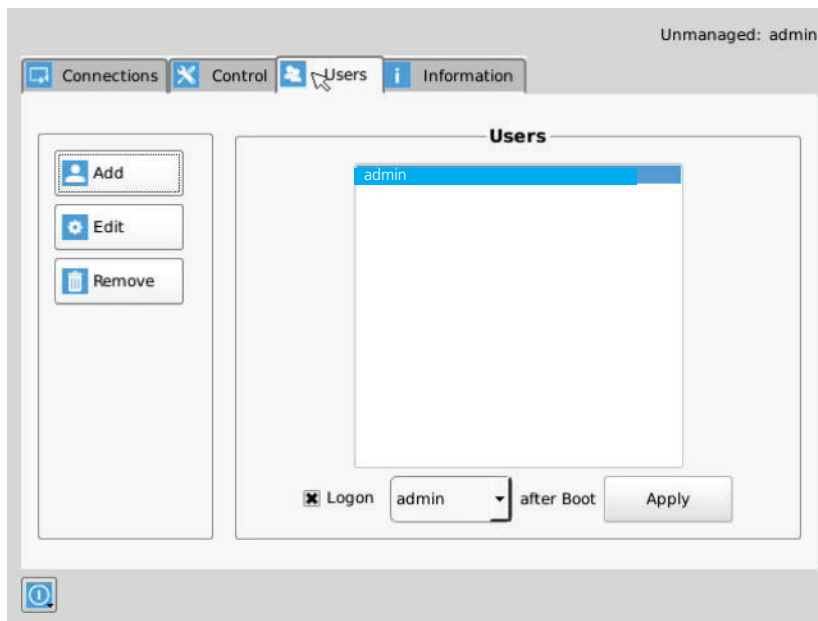 Unmanaged: admin
Connections Control Users Information
Users
Add
admin
Edit
Remove
Logon admin after Boot Apply